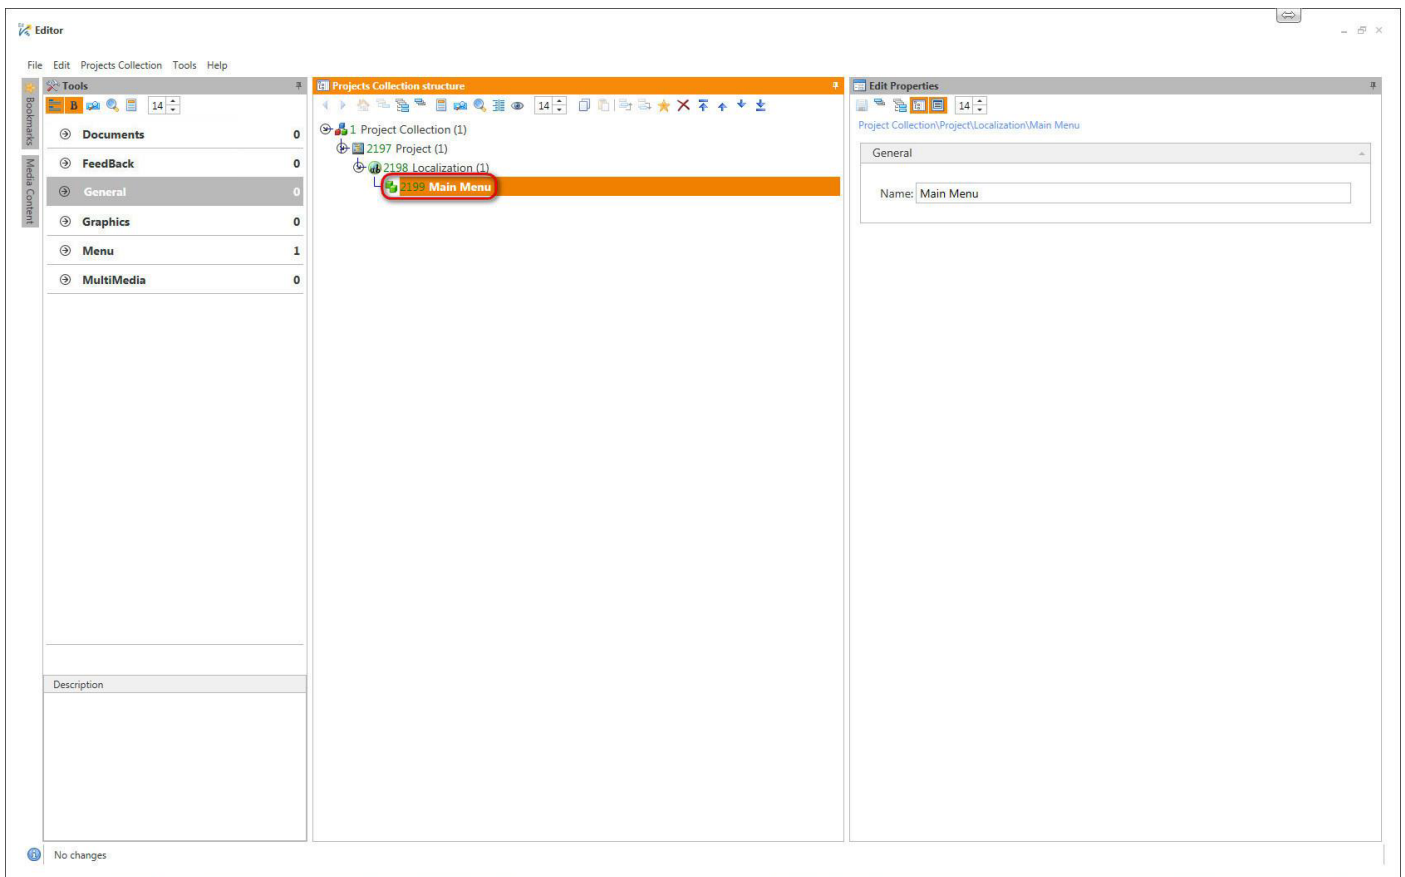 Editor
File Edit Projects Collection Tools Help
Bookmarks
Media Content
Tools
B 14
Documents 0
FeedBack 0
General 0
Graphics 0
Menu 1
MultiMedia 0
Description
Projects Collection structure
14
1 Project Collection (1)
2197 Project (1)
2198 Localization (1)
2199 Main Menu
Edit Properties
14
Project Collection\Project\Localization\Main Menu
General
Name: Main Menu
No changes